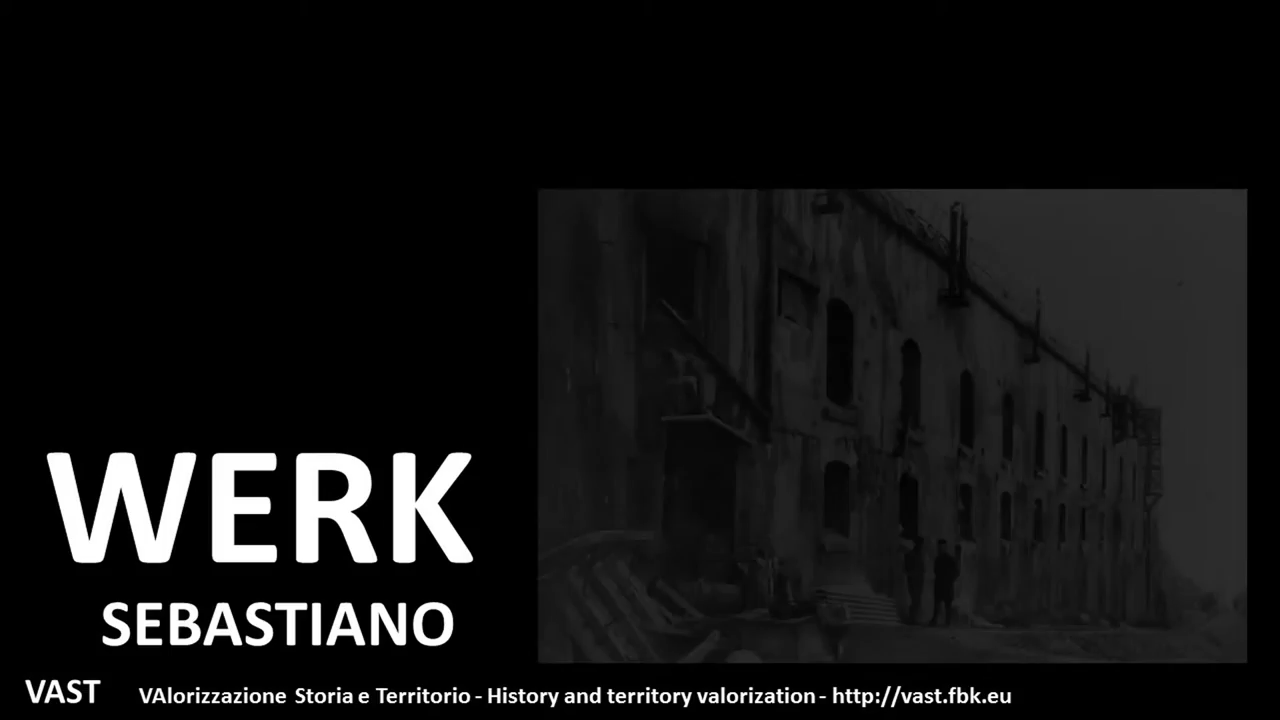 WERK
SEBASTIANO
VAST VAlorizzazione Storia e Territorio - History and territory valorization - http://vast.fbk.eu